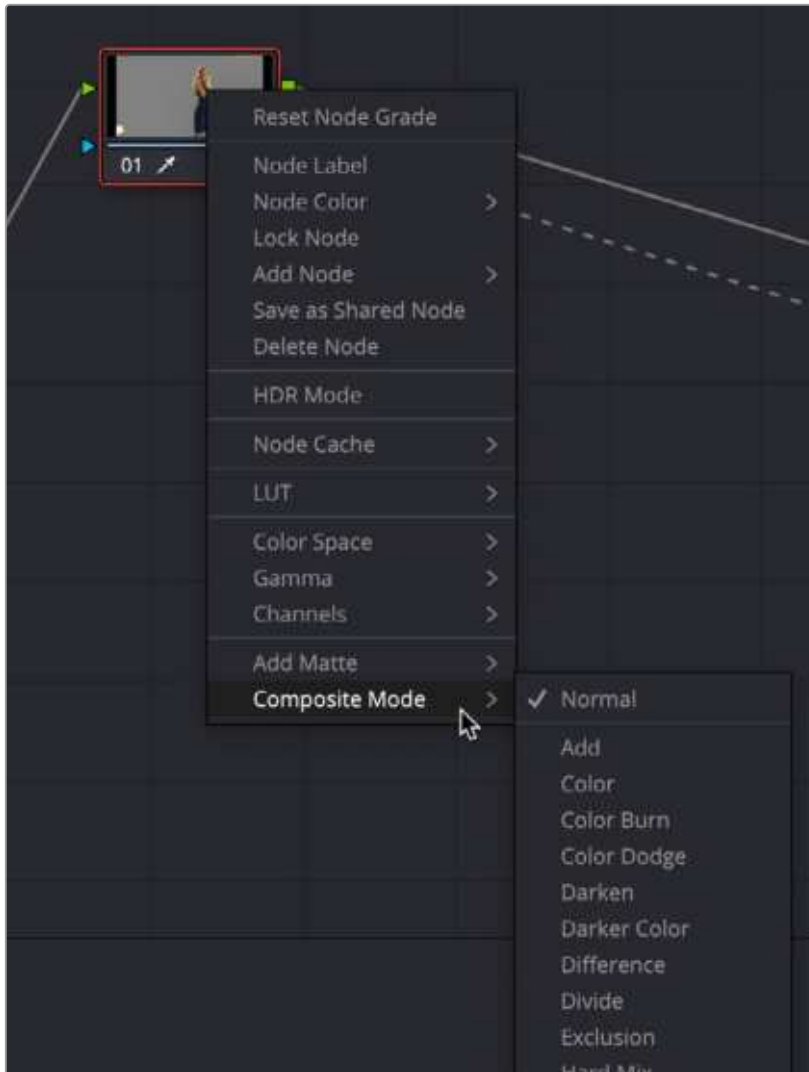 01
Reset Node Grade
Node Label
Node Color
Lock Node
Add Node
Save as Shared Node
Delete Node
HDR Mode
Node Cache
LUT
Color Space
Gamma
Channels
Add Matte
Composite Mode
Normal
Add
Color
Color Burn
Color Dodge
Darken
Darker Color
Difference
Divide
Exclusion
Hard Mix